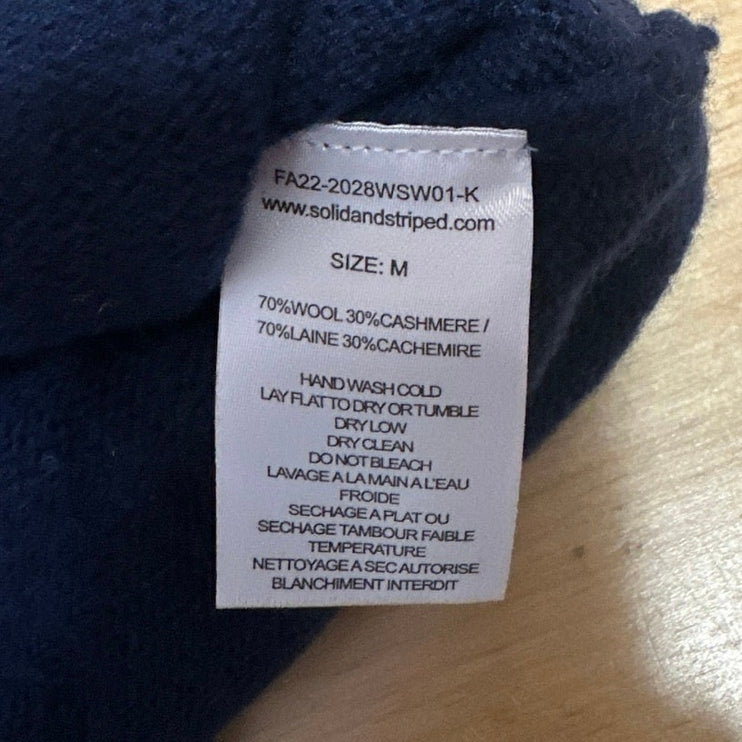 FA22-2028WSW01-K
www.solidandstriped.com
SIZE: M
70%WOOL 30%CASHMERE /
70%LAINE 30%CACHEMIRE
HAND WASH COLD
LAY FLAT TO DRY OR TUMBLE
DRY LOW
DRY CLEAN
DO NOT BLEACH
LAVAGE A LA MAIN A L'EAU
FROIDE
SECHAGE A PLAT OU
SECHAGE TAMBOUR FAIBLE
TEMPERATURE
NETTOYAGE A SEC AUTORISE
BLANCHIMENT INTERDIT